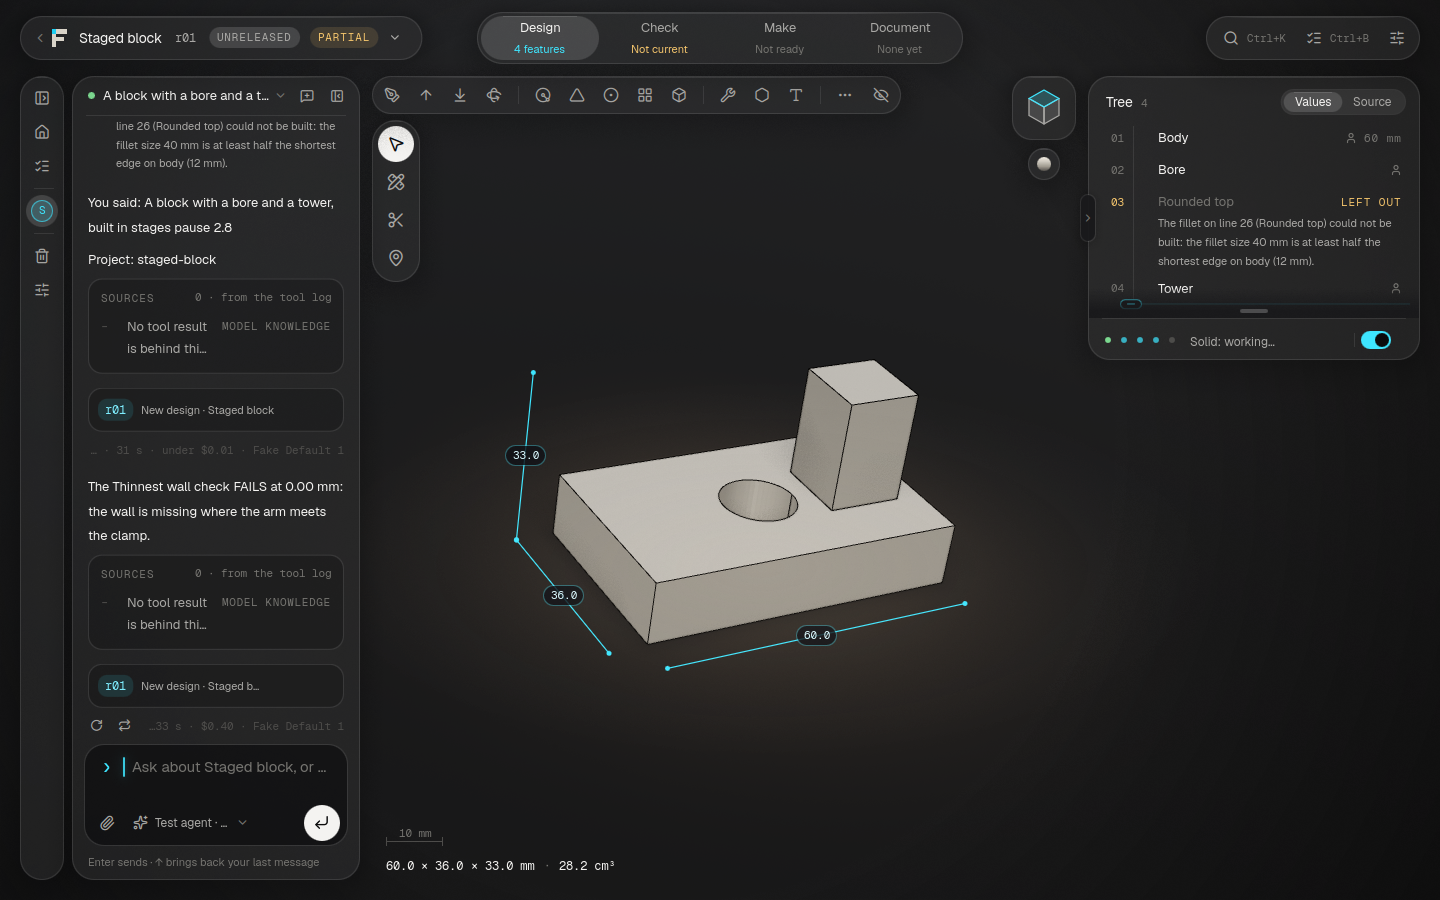 Staged block r01 UNRELEASED PARTIAL
Design
4 features
Check
Not current
Make
Not ready
Document
None yet
Ctrl+K
Ctrl+B
S
A block with a bore and a t…
line 26 (Rounded top) could not be built: the
fillet size 40 mm is at least half the shortest
edge on body (12 mm).
You said: A block with a bore and a tower,
built in stages pause 2.8
Project: staged-block
SOURCES 0 · from the tool log
– No tool result MODEL KNOWLEDGE
is behind thi…
r01 New design · Staged block
… · 31 s · under $0.01 · Fake Default 1
The Thinnest wall check FAILS at 0.00 mm:
the wall is missing where the arm meets
the clamp.
SOURCES 0 · from the tool log
– No tool result MODEL KNOWLEDGE
is behind thi…
r01 New design · Staged b…
…33 s · $0.40 · Fake Default 1
Ask about Staged block, or …
Test agent · …
Enter sends · ↑ brings back your last message
33.0
36.0
60.0
10 mm
60.0 × 36.0 × 33.0 mm · 28.2 cm³
Tree 4
Values Source
01 Body 60 mm
02 Bore
03 Rounded top LEFT OUT
The fillet on line 26 (Rounded top) could not be
built: the fillet size 40 mm is at least half the
shortest edge on body (12 mm).
04 Tower
Solid: working…